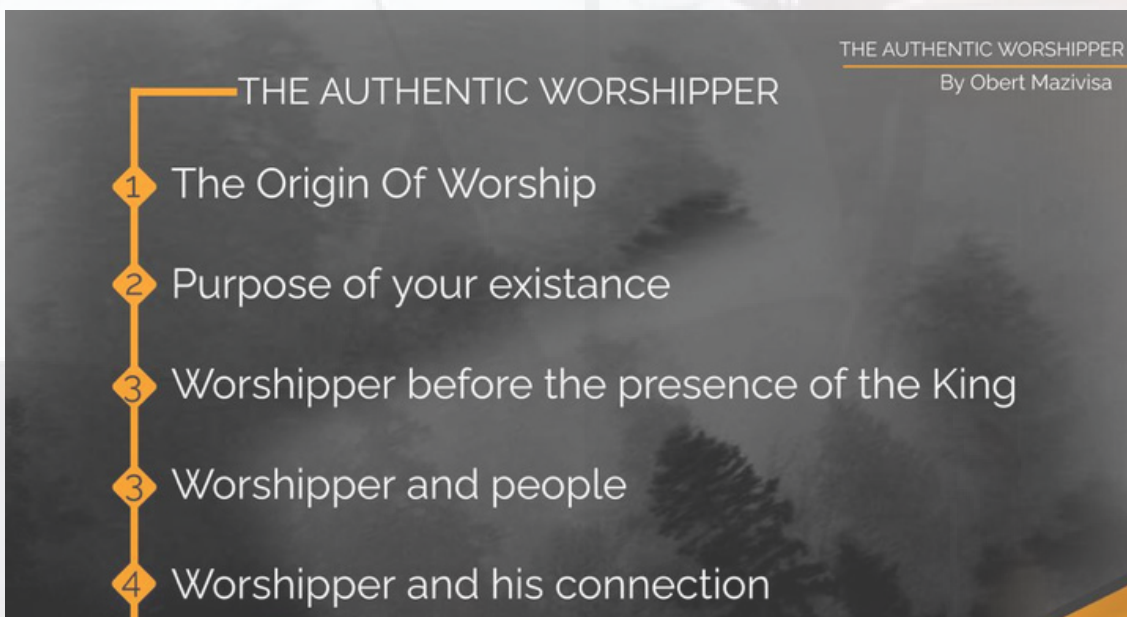 THE AUTHENTIC WORSHIPPER
By Obert Mazivisa
THE AUTHENTIC WORSHIPPER
1 The Origin Of Worship
2 Purpose of your existance
3 Worshipper before the presence of the King
3 Worshipper and people
4 Worshipper and his connection